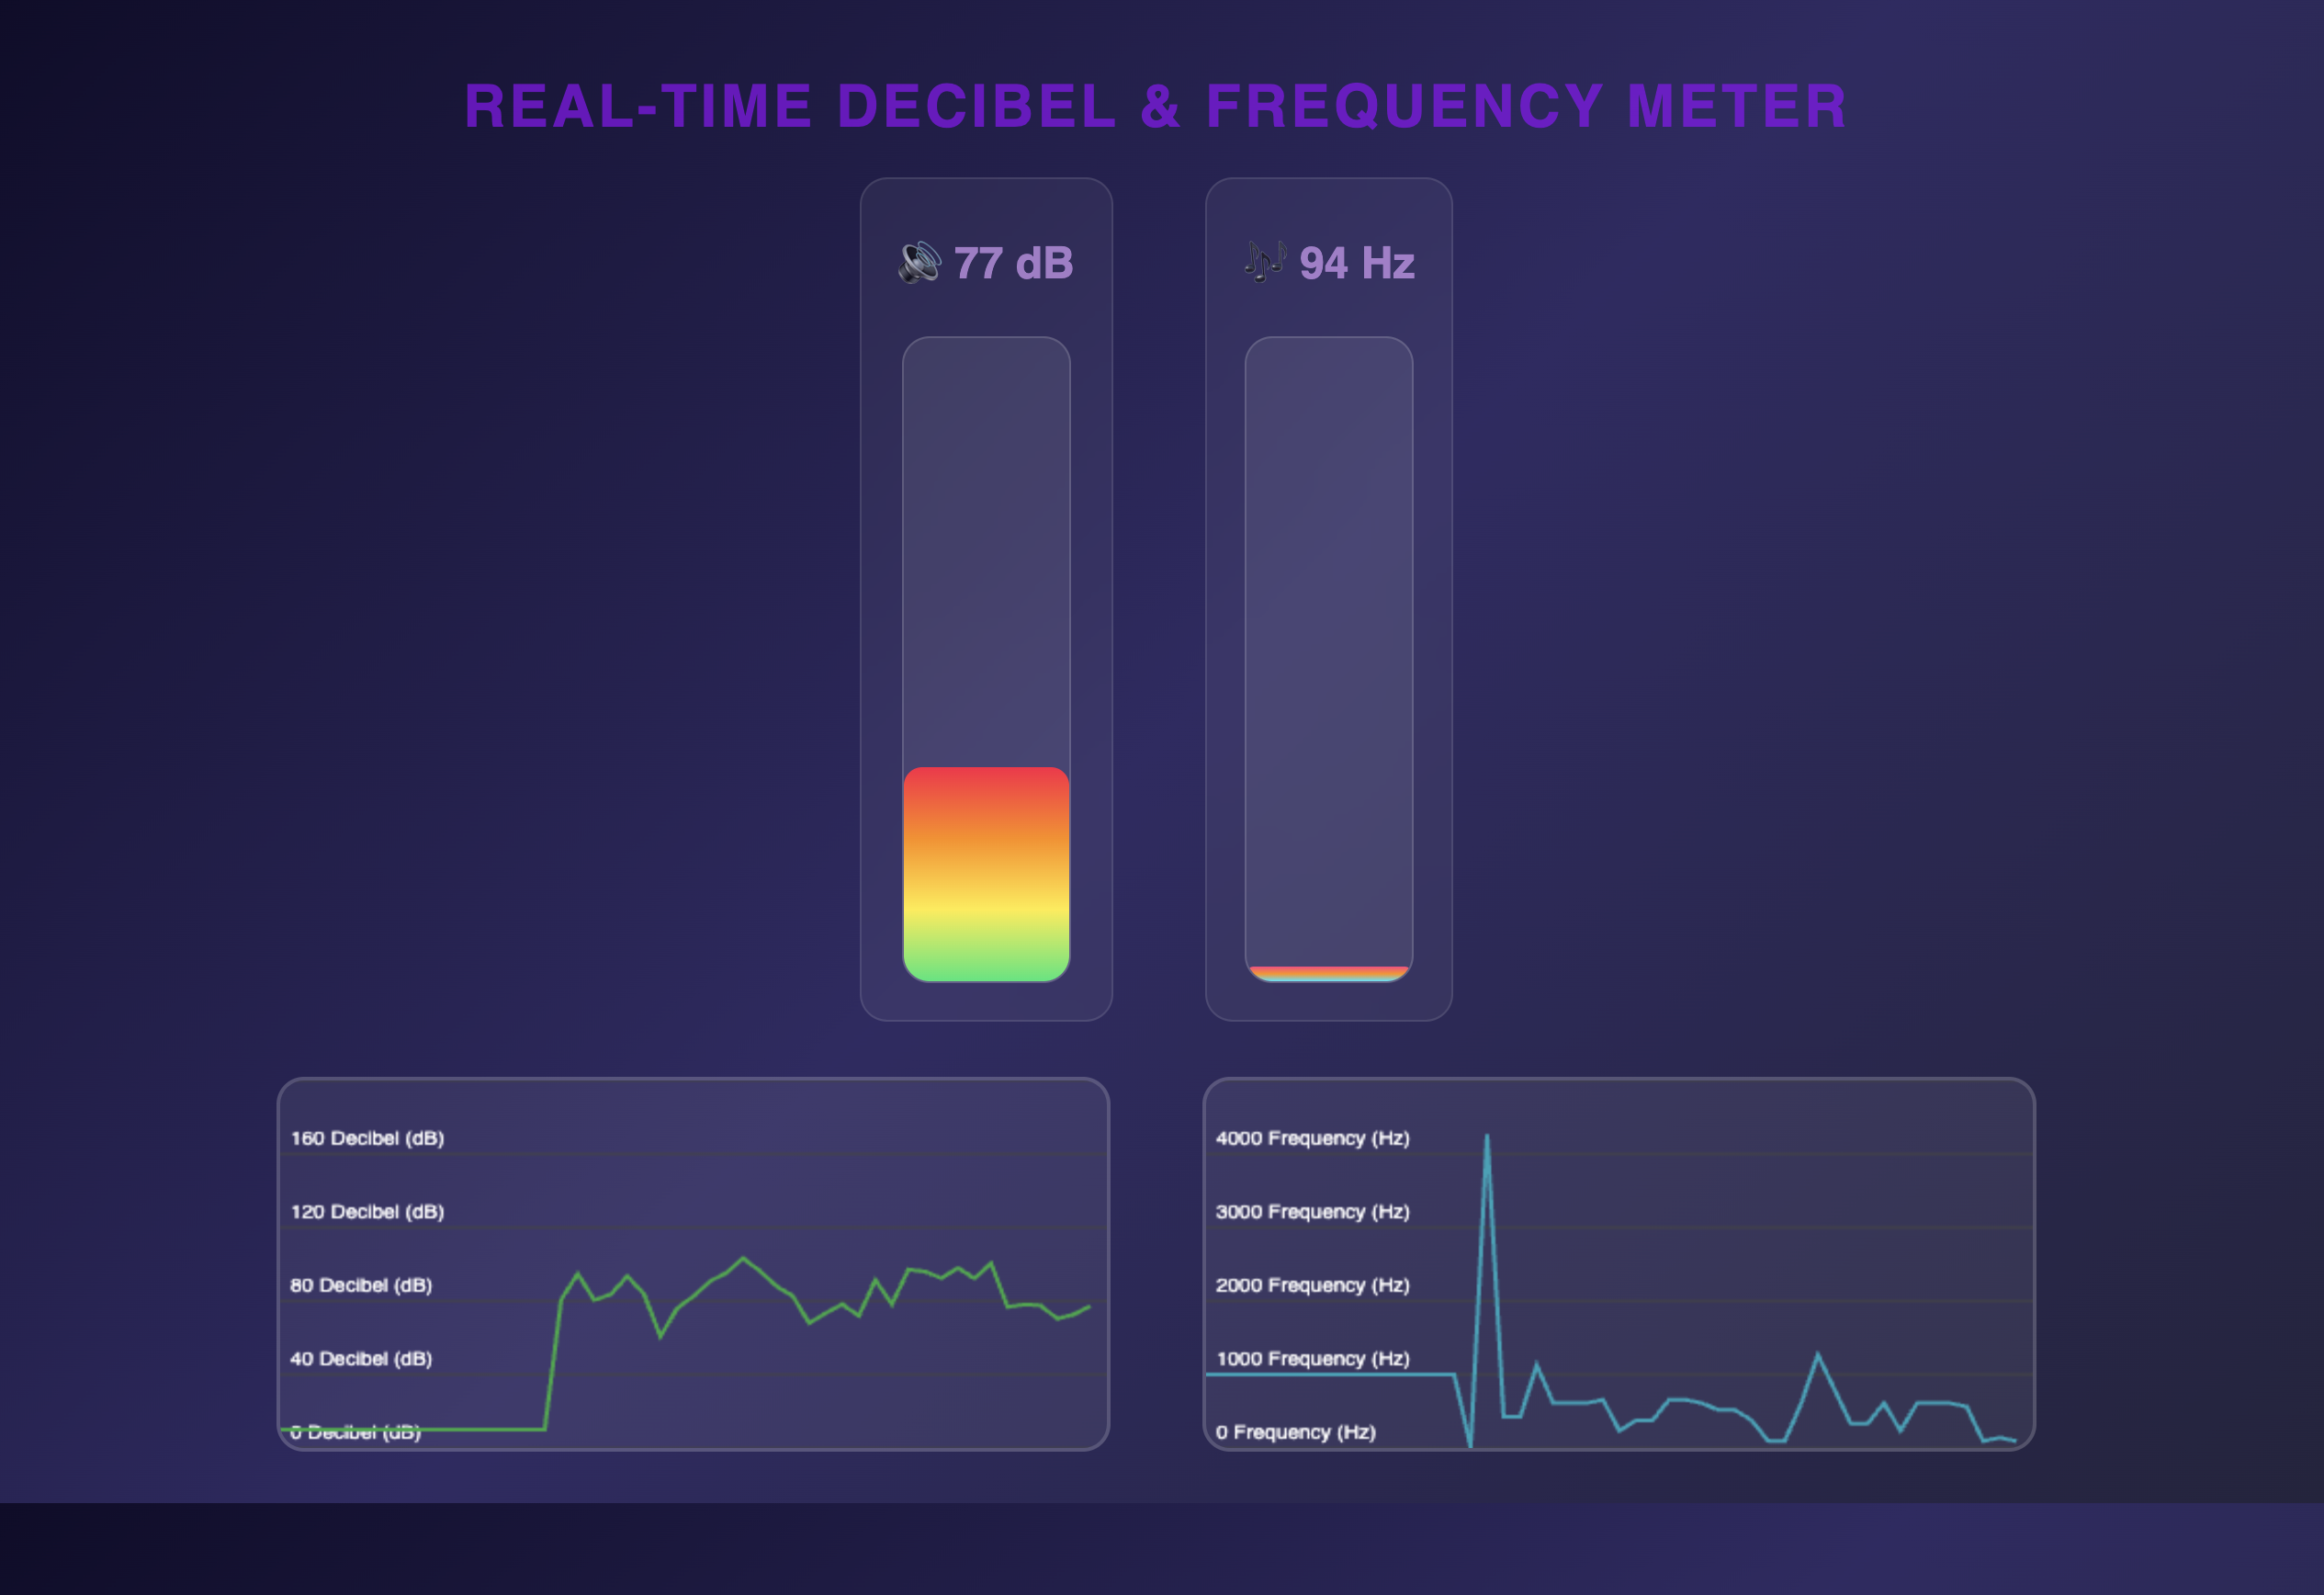 REAL-TIME DECIBEL & FREQUENCY METER
🔊 77 dB
🎶 94 Hz
160 Decibel (dB)
120 Decibel (dB)
80 Decibel (dB)
40 Decibel (dB)
0 Decibel (dB)
4000 Frequency (Hz)
3000 Frequency (Hz)
2000 Frequency (Hz)
1000 Frequency (Hz)
0 Frequency (Hz)